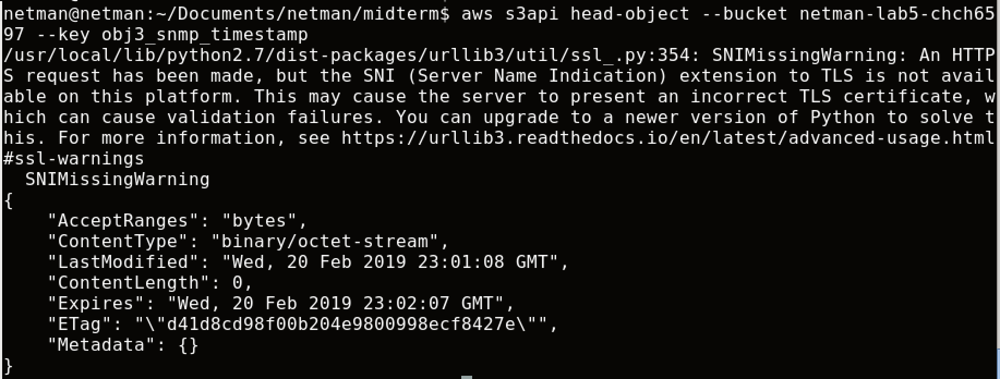 netman@netman:~/Documents/netman/midterm$ aws s3api head-object --bucket netman-lab5-chch65
97 --key obj3_snmp_timestamp
/usr/local/lib/python2.7/dist-packages/urllib3/util/ssl_.py:354: SNIMissingWarning: An HTTP
S request has been made, but the SNI (Server Name Indication) extension to TLS is not avail
able on this platform. This may cause the server to present an incorrect TLS certificate, w
hich can cause validation failures. You can upgrade to a newer version of Python to solve t
his. For more information, see https://urllib3.readthedocs.io/en/latest/advanced-usage.html
#ssl-warnings
  SNIMissingWarning
{
    "AcceptRanges": "bytes",
    "ContentType": "binary/octet-stream",
    "LastModified": "Wed, 20 Feb 2019 23:01:08 GMT",
    "ContentLength": 0,
    "Expires": "Wed, 20 Feb 2019 23:02:07 GMT",
    "ETag": "\"d41d8cd98f00b204e9800998ecf8427e\"",
    "Metadata": {}
}